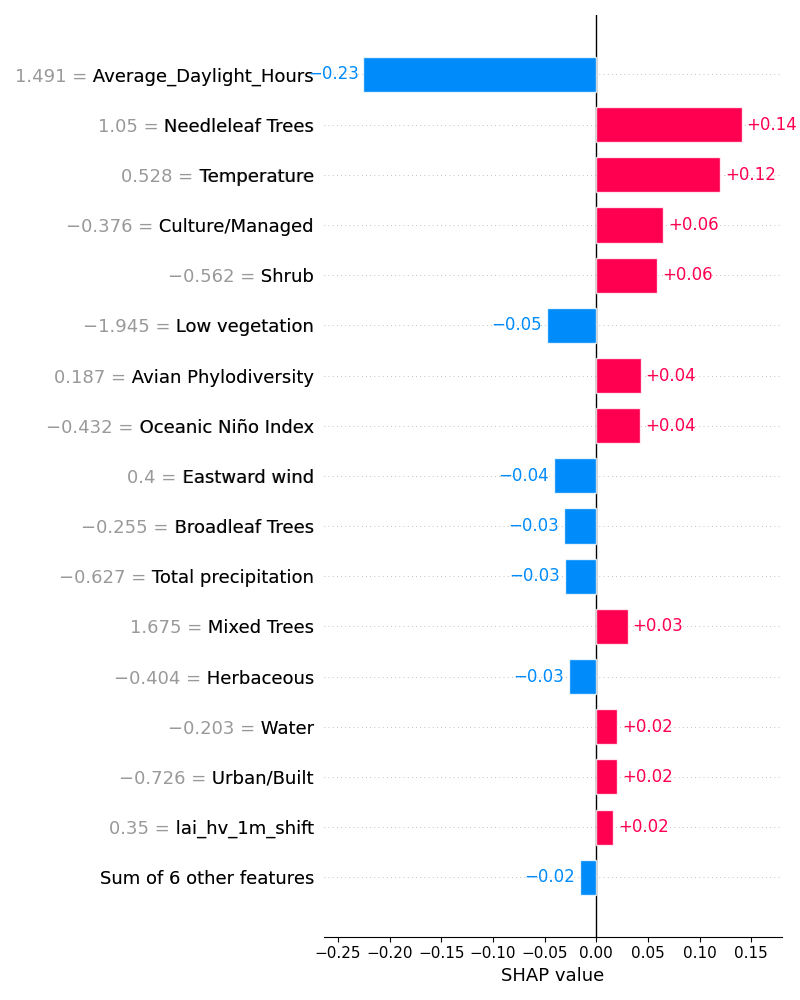 1.491 = Average_Daylight_Hours −0.23
1.05 = Needleleaf Trees +0.14
0.528 = Temperature +0.12
−0.376 = Culture/Managed +0.06
−0.562 = Shrub +0.06
−1.945 = Low vegetation −0.05
0.187 = Avian Phylodiversity +0.04
−0.432 = Oceanic Niño Index +0.04
0.4 = Eastward wind −0.04
−0.255 = Broadleaf Trees −0.03
−0.627 = Total precipitation −0.03
1.675 = Mixed Trees +0.03
−0.404 = Herbaceous −0.03
−0.203 = Water +0.02
−0.726 = Urban/Built +0.02
0.35 = lai_hv_1m_shift +0.02
Sum of 6 other features −0.02
−0.25 −0.20 −0.15 −0.10 −0.05 0.00 0.05 0.10 0.15
SHAP value